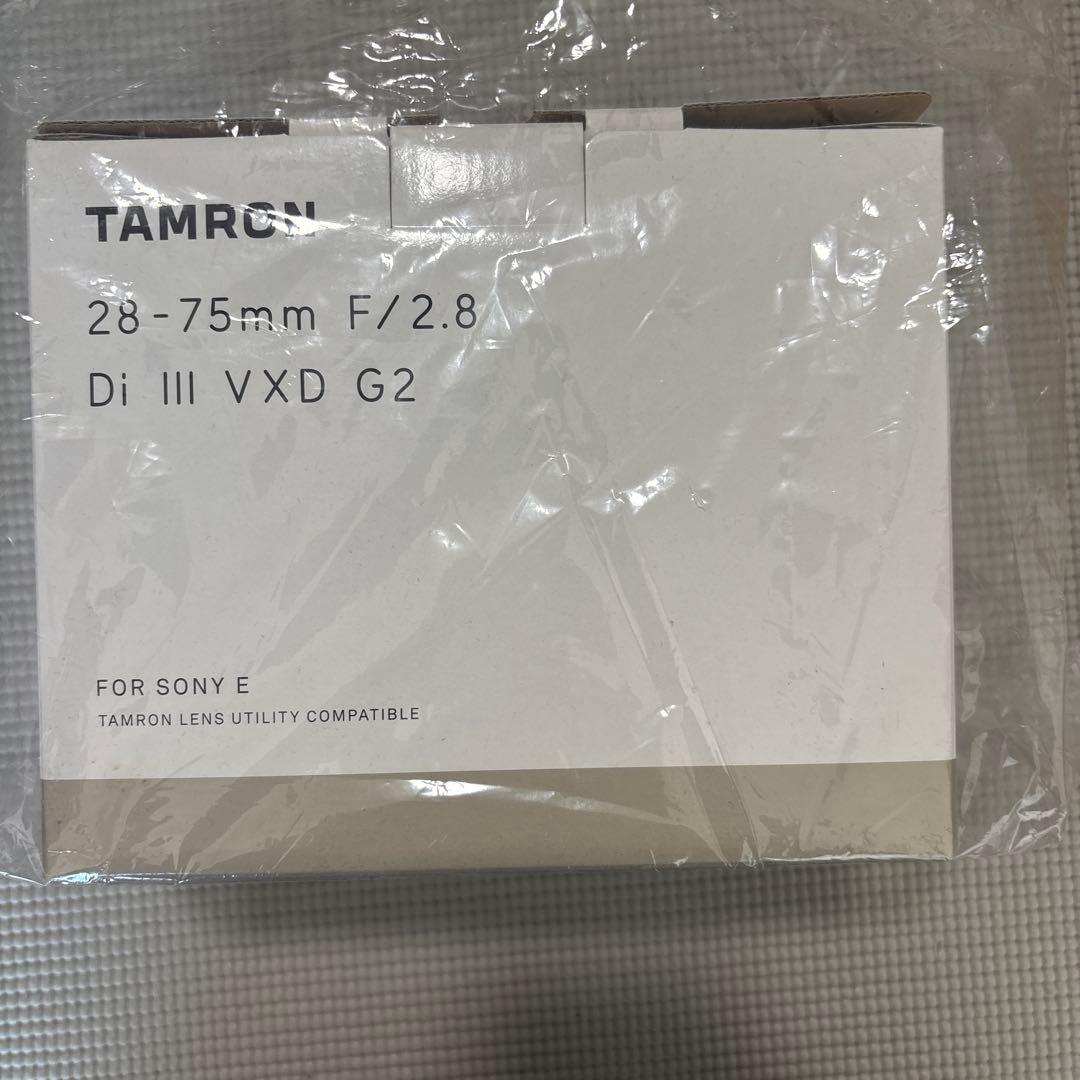 TAMRON
28-75mm F/2.8
Di III VXD G2
FOR SONY E
TAMRON LENS UTILITY COMPATIBLE